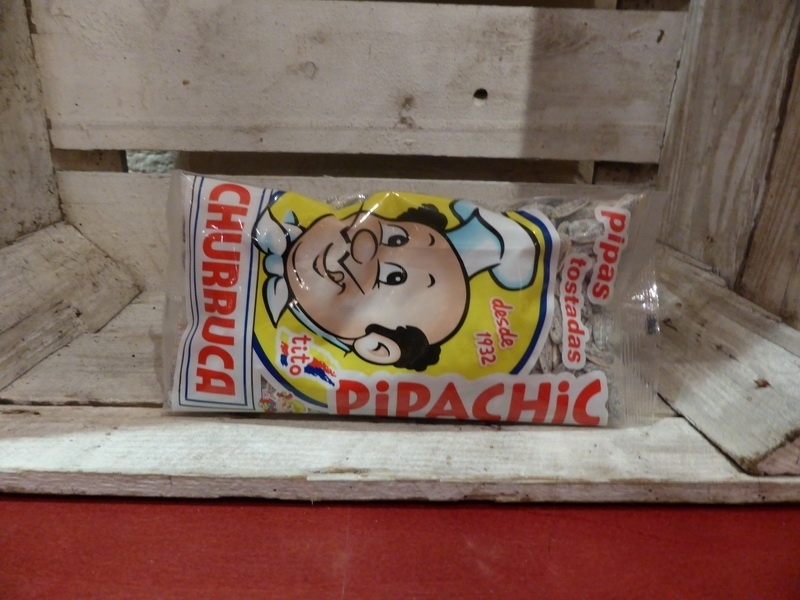 pipas
tostadas
desde
1932
tito
CHURRUCA
PiPACHiC